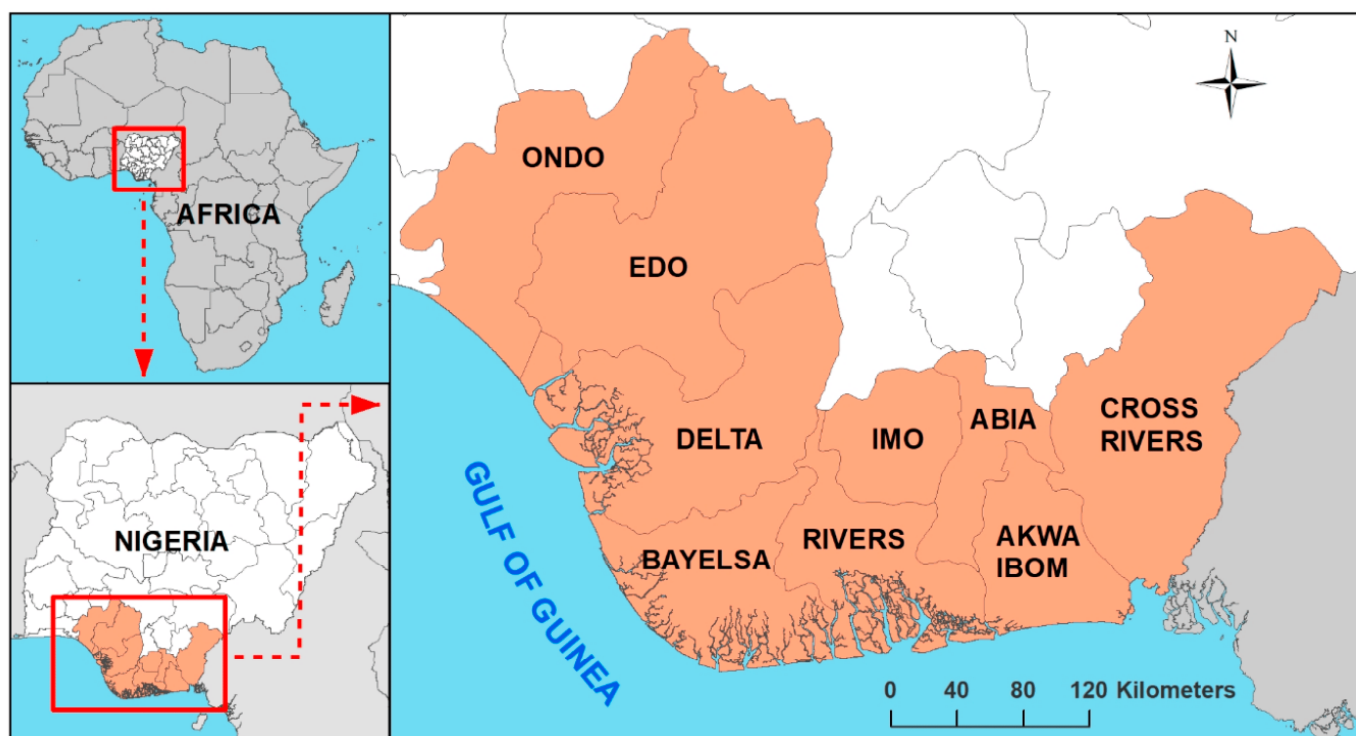 AFRICA
NIGERIA
N
ONDO
EDO
DELTA
IMO
ABIA
CROSS
RIVERS
BAYELSA
RIVERS
AKWA
IBOM
GULF OF GUINEA
0 40 80 120 Kilometers